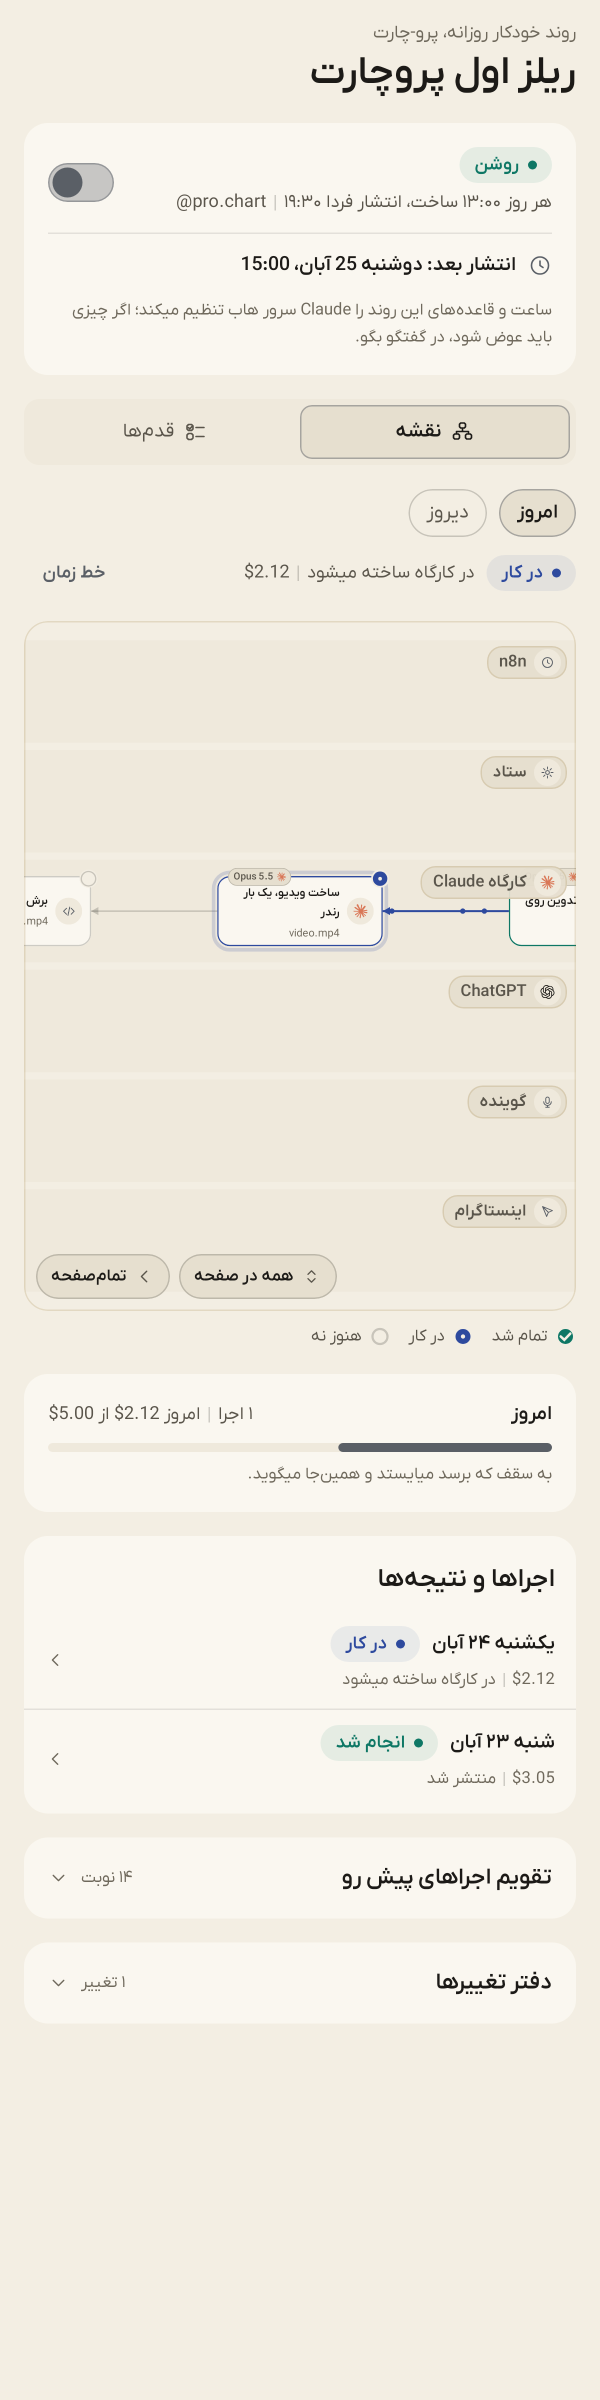 روند خودکار روزانه، پرو-چارت
ریلز اول پروچارت
روشن
هر روز ۱۳:۰۰ ساخت، انتشار فردا ۱۹:۳۰ | @pro.chart
انتشار بعد: دوشنبه 25 آبان، 15:00
ساعت و قاعده‌های این روند را Claude سرور هاب تنظیم میکند؛ اگر چیزی
باید عوض شود، در گفتگو بگو.
نقشه
قدم‌ها
امروز
دیروز
در کار
در کارگاه ساخته میشود | $2.12
خط زمان
n8n
ستاد
کارگاه Claude
تدوین روی
Opus 5.5
ساخت ویدیو، یک بار
رندر
video.mp4
برش
.mp4
ChatGPT
گوینده
اینستاگرام
همه در صفحه
تمام‌صفحه
تمام شد
در کار
هنوز نه
امروز
۱ اجرا | امروز $2.12 از $5.00
به سقف که برسد میایستد و همین‌جا میگوید.
اجراها و نتیجه‌ها
یکشنبه ۲۴ آبان
در کار
$2.12 | در کارگاه ساخته میشود
شنبه ۲۳ آبان
انجام شد
$3.05 | منتشر شد
تقویم اجراهای پیش رو
۱۴ نوبت
دفتر تغییرها
۱ تغییر